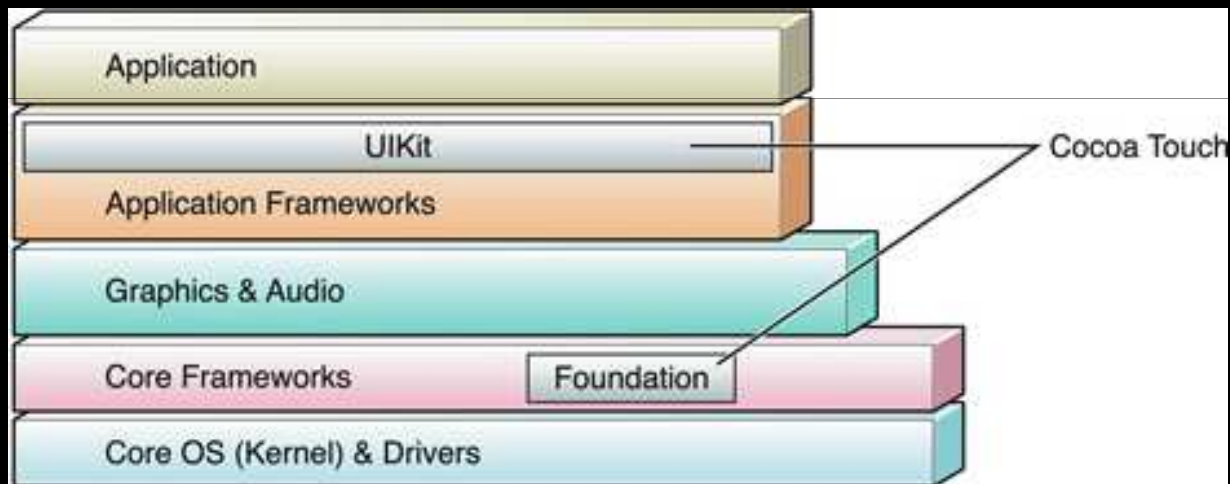 Application
UIKit
Cocoa Touch
Application Frameworks
Graphics & Audio
Core Frameworks
Foundation
Core OS (Kernel) & Drivers